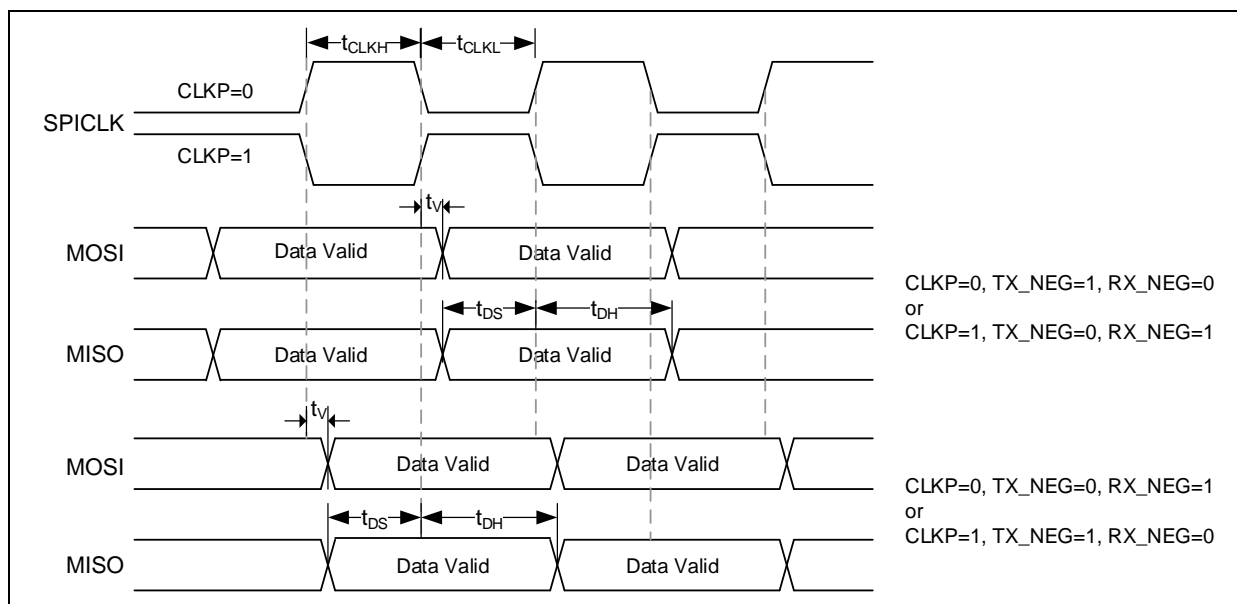 tCLKH tCLKL
CLKP=0
SPICLK
CLKP=1
tV
MOSI Data Valid Data Valid
CLKP=0, TX_NEG=1, RX_NEG=0
or
CLKP=1, TX_NEG=0, RX_NEG=1
tDS tDH
MISO Data Valid Data Valid
tV
MOSI Data Valid Data Valid
CLKP=0, TX_NEG=0, RX_NEG=1
or
CLKP=1, TX_NEG=1, RX_NEG=0
tDS tDH
MISO Data Valid Data Valid